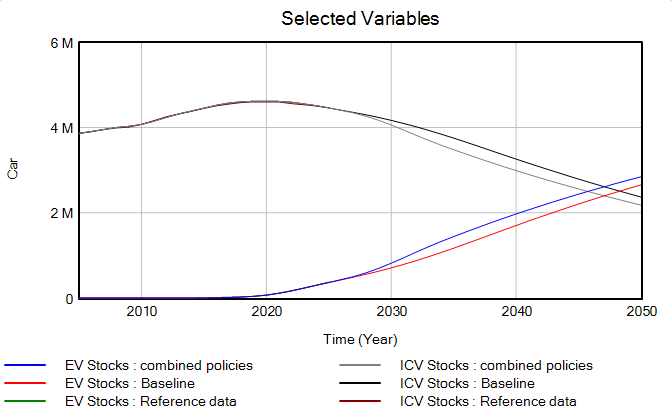 Selected Variables
6 M
4 M
2 M
0
Car
2010 2020 2030 2040 2050
Time (Year)
EV Stocks : combined policies ICV Stocks : combined policies
EV Stocks : Baseline ICV Stocks : Baseline
EV Stocks : Reference data ICV Stocks : Reference data